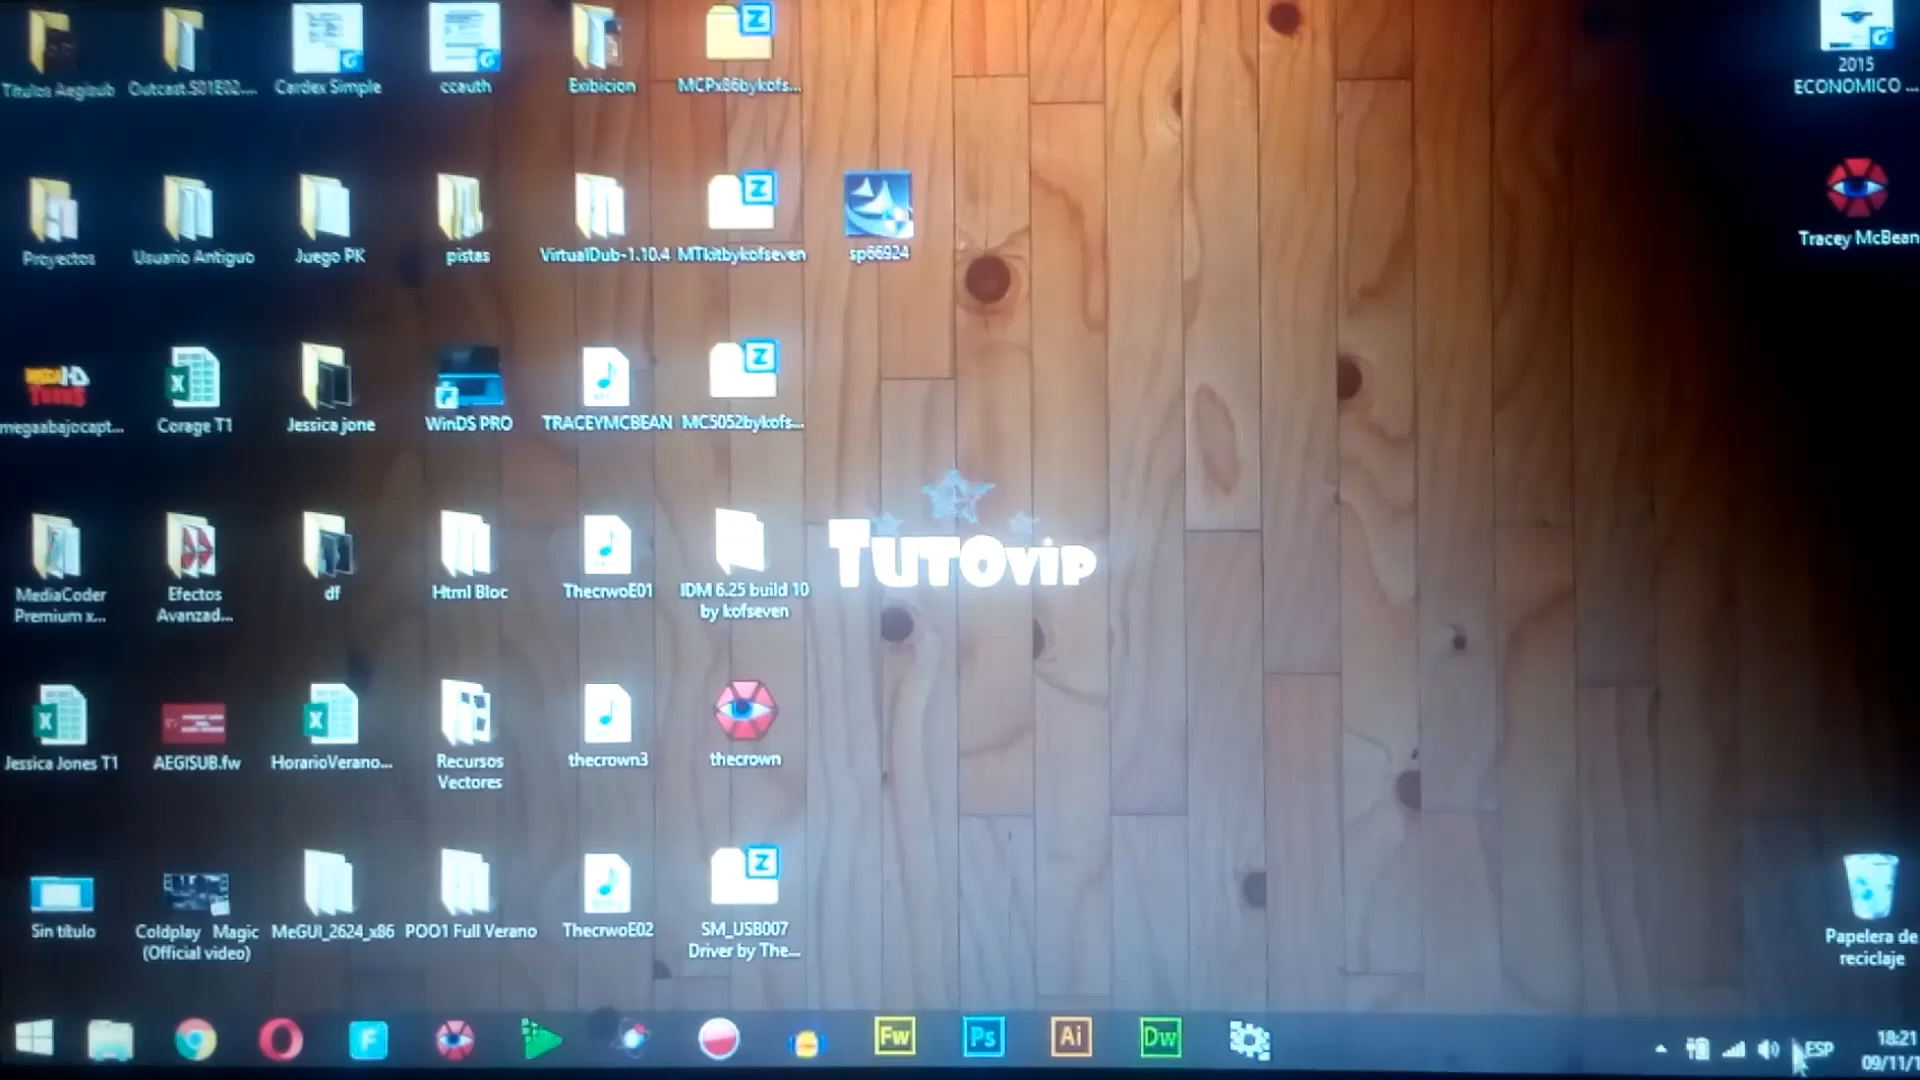 Titulos Aegisub
Outcast.S01E02....
Cardex Simple
ccauth
Exibicion
MCPx86bykofs...
2015
ECONOMICO ...
Proyectos
Usuario Antiguo
Juego PK
pistas
VirtualDub-1.10.4
MTkitbykofseven
sp66924
Tracey McBean
megaabajocapt...
Corage T1
Jessica jone
WinDS PRO
TRACEYMCBEAN
MC5052bykofs...
TUTOvip
MediaCoder
Premium x...
Efectos
Avanzad...
df
Html Bloc
ThecrwoE01
IDM 6.25 build 10
by kofseven
Jessica Jones T1
AEGISUB.fw
HorarioVerano...
Recursos
Vectores
thecrown3
thecrown
Sin título
Coldplay Magic
(Official video)
MeGUI_2624_x86
POO1 Full Verano
ThecrwoE02
SM_USB007
Driver by The...
Papelera de
reciclaje
F
Fw
Ps
Ai
Dw
ESP
18:21
09/11/1